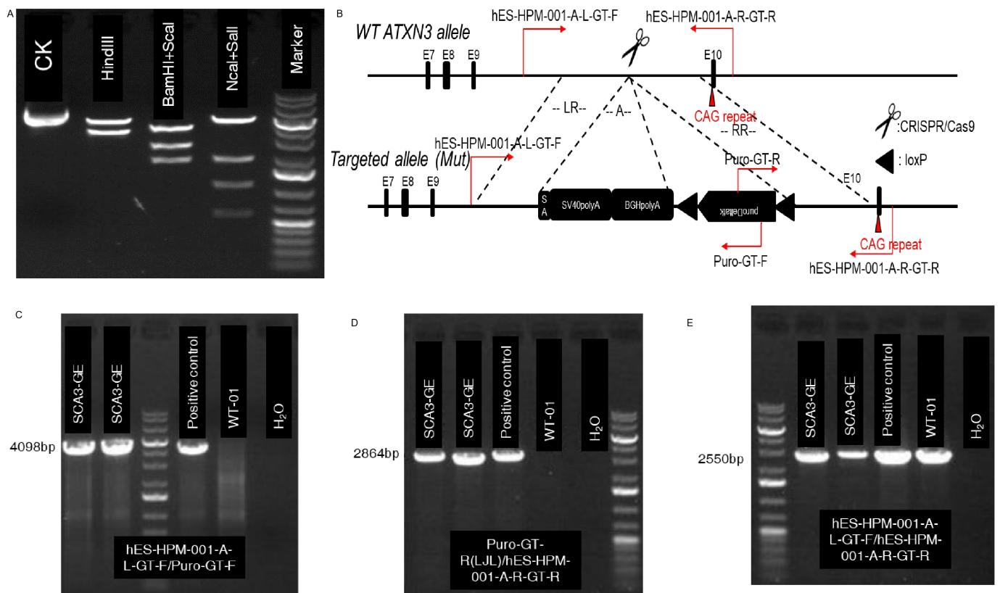 A
CK
HindIII
BamHI+ScaI
NcaI+SalI
Marker
B
hES-HPM-001-A-L-GT-F
hES-HPM-001-A-R-GT-R
WT ATXN3 allele
E7
E8
E9
E10
CAG repeat
-- LR--
-- A--
-- RR--
:CRISPR/Cas9
: loxP
hES-HPM-001-A-L-GT-F
Targeted allele (Mut)
Puro-GT-R
E7
E8
E9
E10
S
A
SV40polyA
BGHpolyA
puroDeltatk
CAG repeat
Puro-GT-F
hES-HPM-001-A-R-GT-R
C
SCA3-GE
SCA3-GE
Positive control
WT-01
H₂O
4098bp
hES-HPM-001-A-
L-GT-F/Puro-GT-F
D
SCA3-GE
SCA3-GE
Positive control
WT-01
H₂O
2864bp
Puro-GT-
R(LJL)/hES-HPM-
001-A-R-GT-R
E
SCA3-GE
SCA3-GE
Positive control
WT-01
H₂O
2550bp
hES-HPM-001-A-
L-GT-F/hES-HPM-
001-A-R-GT-R